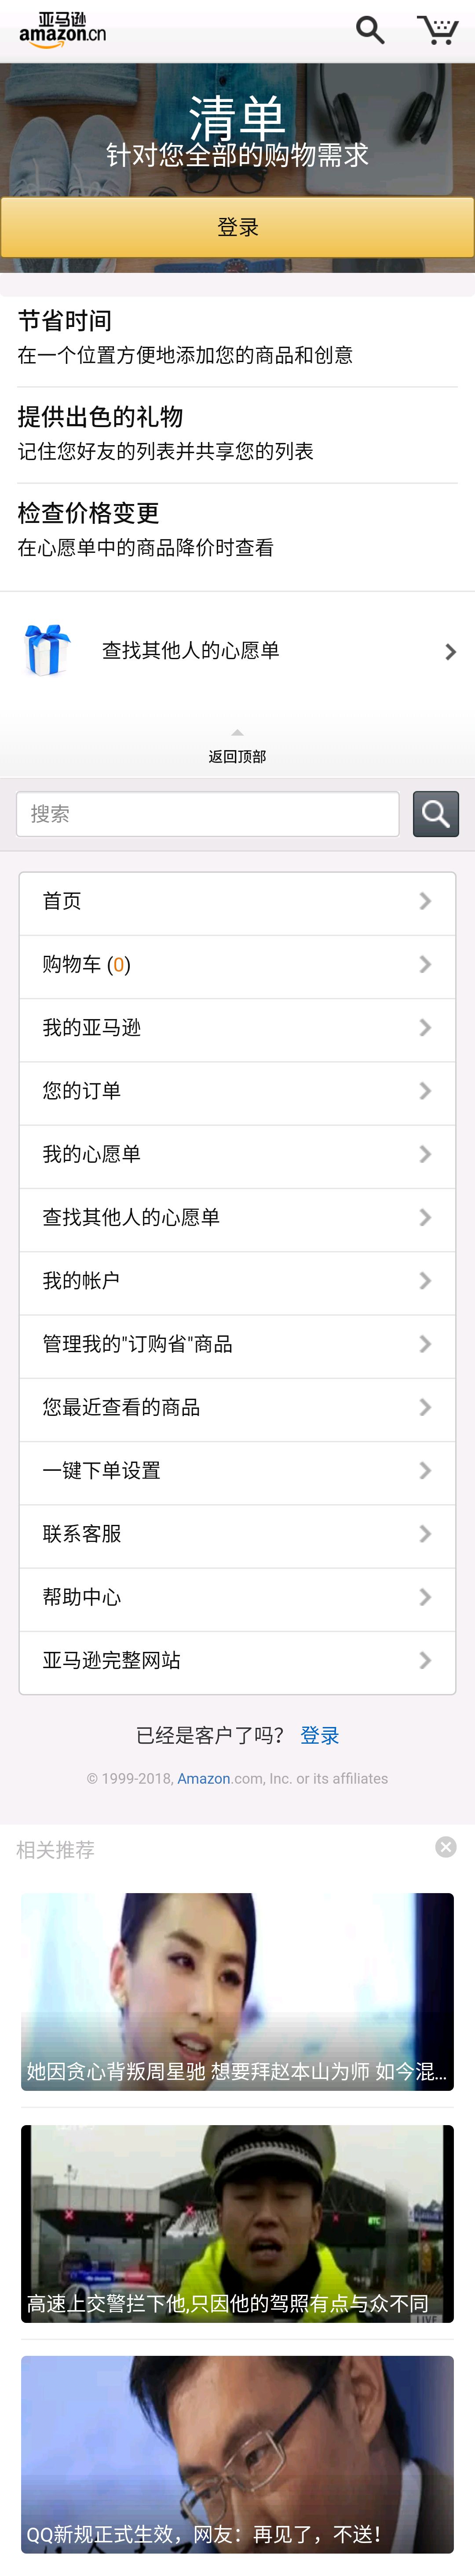 亚马逊
amazon.cn
清单
针对您全部的购物需求
登录
节省时间
在一个位置方便地添加您的商品和创意
提供出色的礼物
记住您好友的列表并共享您的列表
检查价格变更
在心愿单中的商品降价时查看
查找其他人的心愿单
返回顶部
搜索
首页
购物车 (0)
我的亚马逊
您的订单
我的心愿单
查找其他人的心愿单
我的帐户
管理我的"订购省"商品
您最近查看的商品
一键下单设置
联系客服
帮助中心
亚马逊完整网站
已经是客户了吗？ 登录
© 1999-2018, Amazon.com, Inc. or its affiliates
相关推荐
她因贪心背叛周星驰 想要拜赵本山为师 如今混...
ETC
高速上交警拦下他,只因他的驾照有点与众不同
LIVE
QQ新规正式生效，网友：再见了，不送！